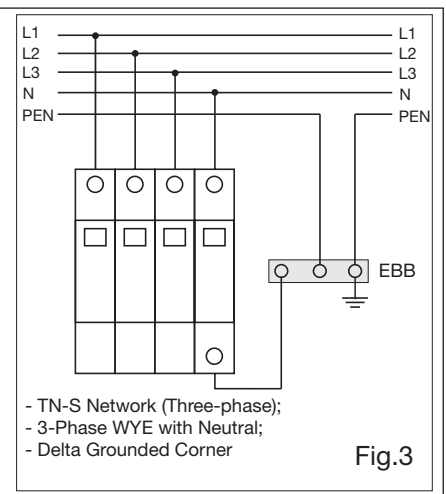 L1 L1
L2 L2
L3 L3
N N
PEN PEN
EBB
- TN-S Network (Three-phase);
- 3-Phase WYE with Neutral;
- Delta Grounded Corner
Fig.3